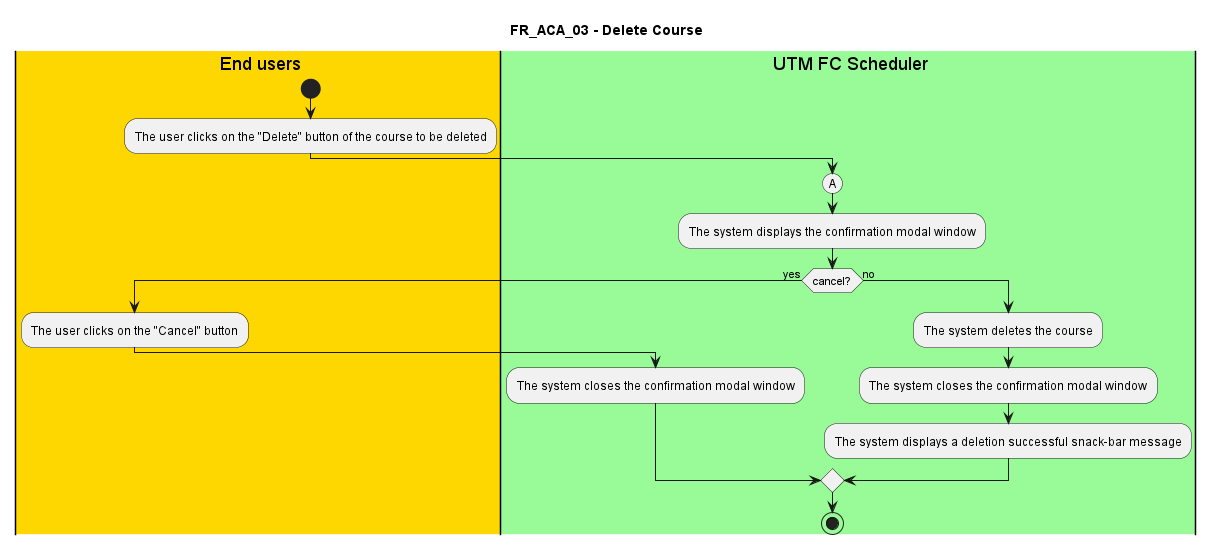 FR_ACA_03 - Delete Course
End users
UTM FC Scheduler
The user clicks on the "Delete" button of the course to be deleted
A
The system displays the confirmation modal window
yes
cancel?
no
The user clicks on the "Cancel" button
The system deletes the course
The system closes the confirmation modal window
The system closes the confirmation modal window
The system displays a deletion successful snack-bar message